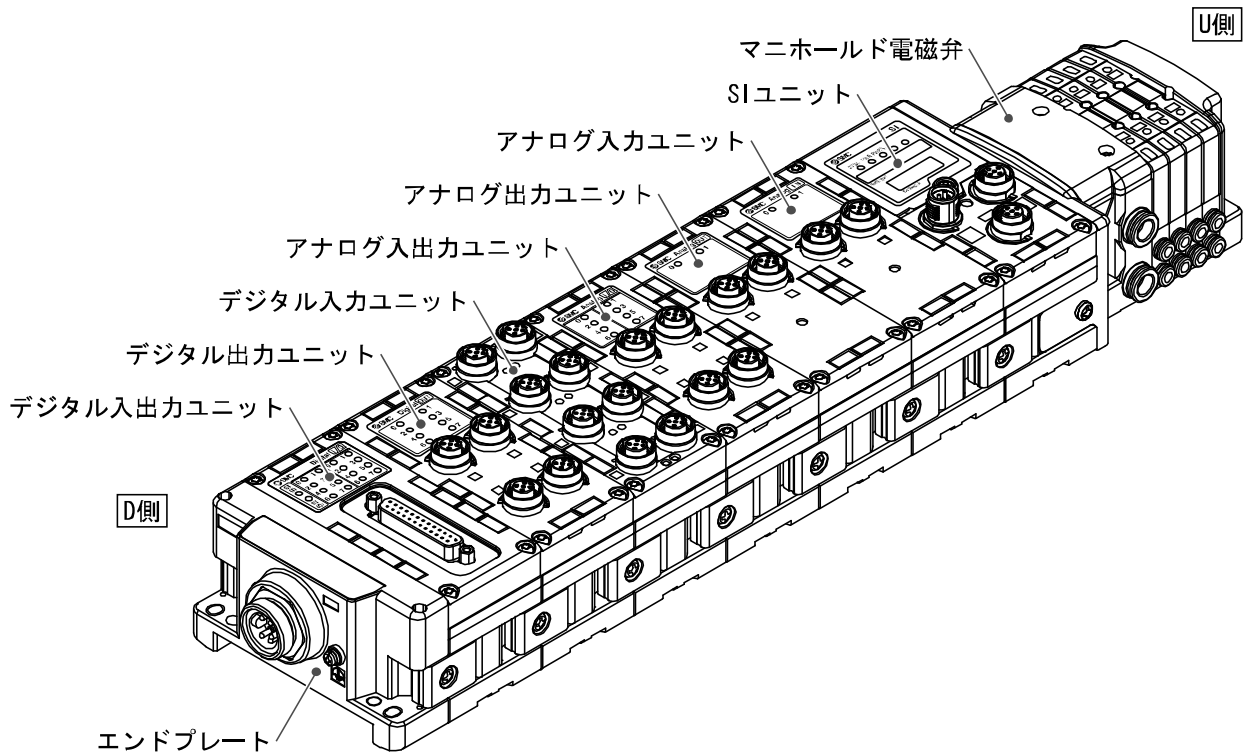 U側
マニホールド電磁弁
SIユニット
アナログ入力ユニット
アナログ出力ユニット
アナログ入出力ユニット
デジタル入力ユニット
デジタル出力ユニット
デジタル入出力ユニット
D側
エンドプレート